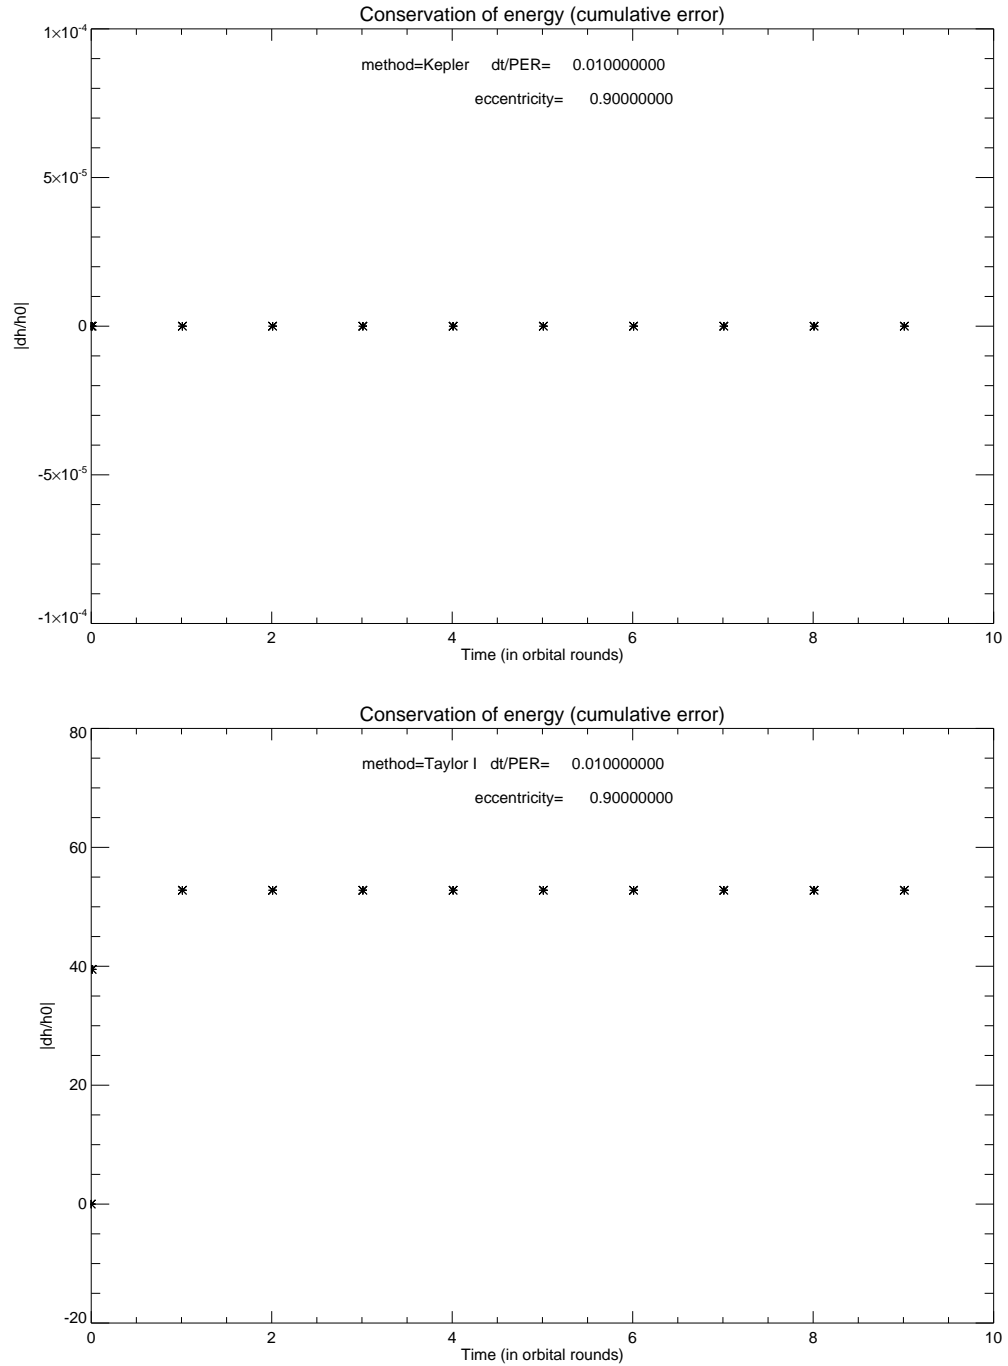 Conservation of energy (cumulative error)
1×10⁻⁴
method=Kepler dt/PER= 0.010000000
eccentricity= 0.90000000
5×10⁻⁵
|dh/h0|
0
-5×10⁻⁵
-1×10⁻⁴
0 2 4 6 8 10
Time (in orbital rounds)
Conservation of energy (cumulative error)
80
method=Taylor I dt/PER= 0.010000000
eccentricity= 0.90000000
60
40
|dh/h0|
20
0
-20
0 2 4 6 8 10
Time (in orbital rounds)